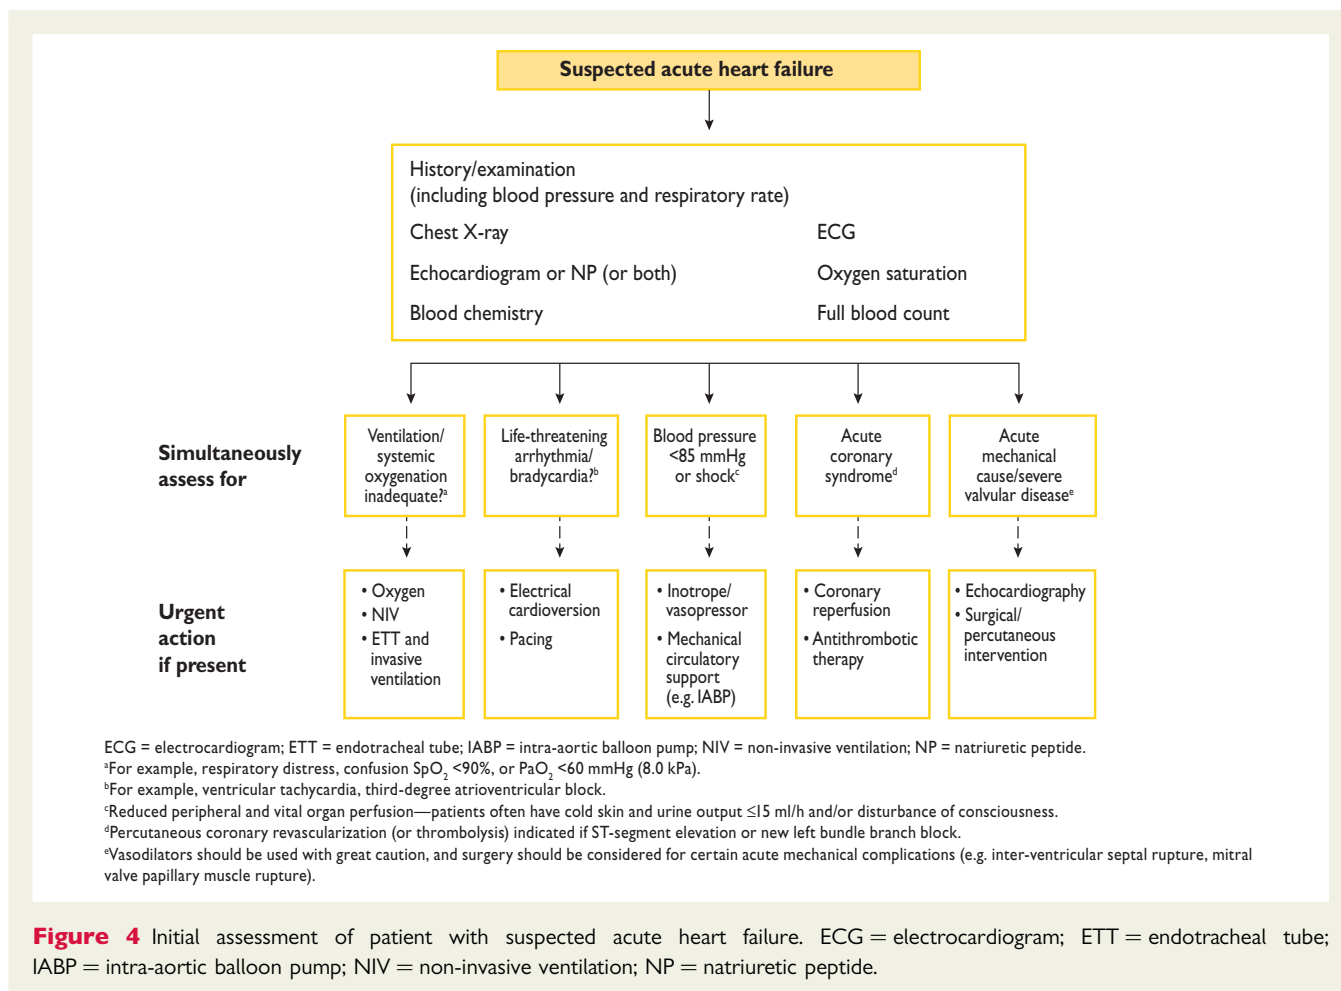 Suspected acute heart failure
History/examination
(including blood pressure and respiratory rate)
Chest X-ray
ECG
Echocardiogram or NP (or both)
Oxygen saturation
Blood chemistry
Full blood count
Simultaneously
assess for
Ventilation/
systemic
oxygenation
inadequate?a
Life-threatening
arrhythmia/
bradycardia?b
Blood pressure
<85 mmHg
or shockc
Acute
coronary
syndromed
Acute
mechanical
cause/severe
valvular diseasee
Urgent
action
if present
• Oxygen
• NIV
• ETT and
invasive
ventilation
• Electrical
cardioversion
• Pacing
• Inotrope/
vasopressor
• Mechanical
circulatory
support
(e.g. IABP)
• Coronary
reperfusion
• Antithrombotic
therapy
• Echocardiography
• Surgical/
percutaneous
intervention
ECG = electrocardiogram; ETT = endotracheal tube; IABP = intra-aortic balloon pump; NIV = non-invasive ventilation; NP = natriuretic peptide.
aFor example, respiratory distress, confusion SpO2 <90%, or PaO2 <60 mmHg (8.0 kPa).
bFor example, ventricular tachycardia, third-degree atrioventricular block.
cReduced peripheral and vital organ perfusion—patients often have cold skin and urine output ≤15 ml/h and/or disturbance of consciousness.
dPercutaneous coronary revascularization (or thrombolysis) indicated if ST-segment elevation or new left bundle branch block.
eVasodilators should be used with great caution, and surgery should be considered for certain acute mechanical complications (e.g. inter-ventricular septal rupture, mitral
valve papillary muscle rupture).
Figure 4 Initial assessment of patient with suspected acute heart failure. ECG = electrocardiogram; ETT = endotracheal tube;
IABP = intra-aortic balloon pump; NIV = non-invasive ventilation; NP = natriuretic peptide.